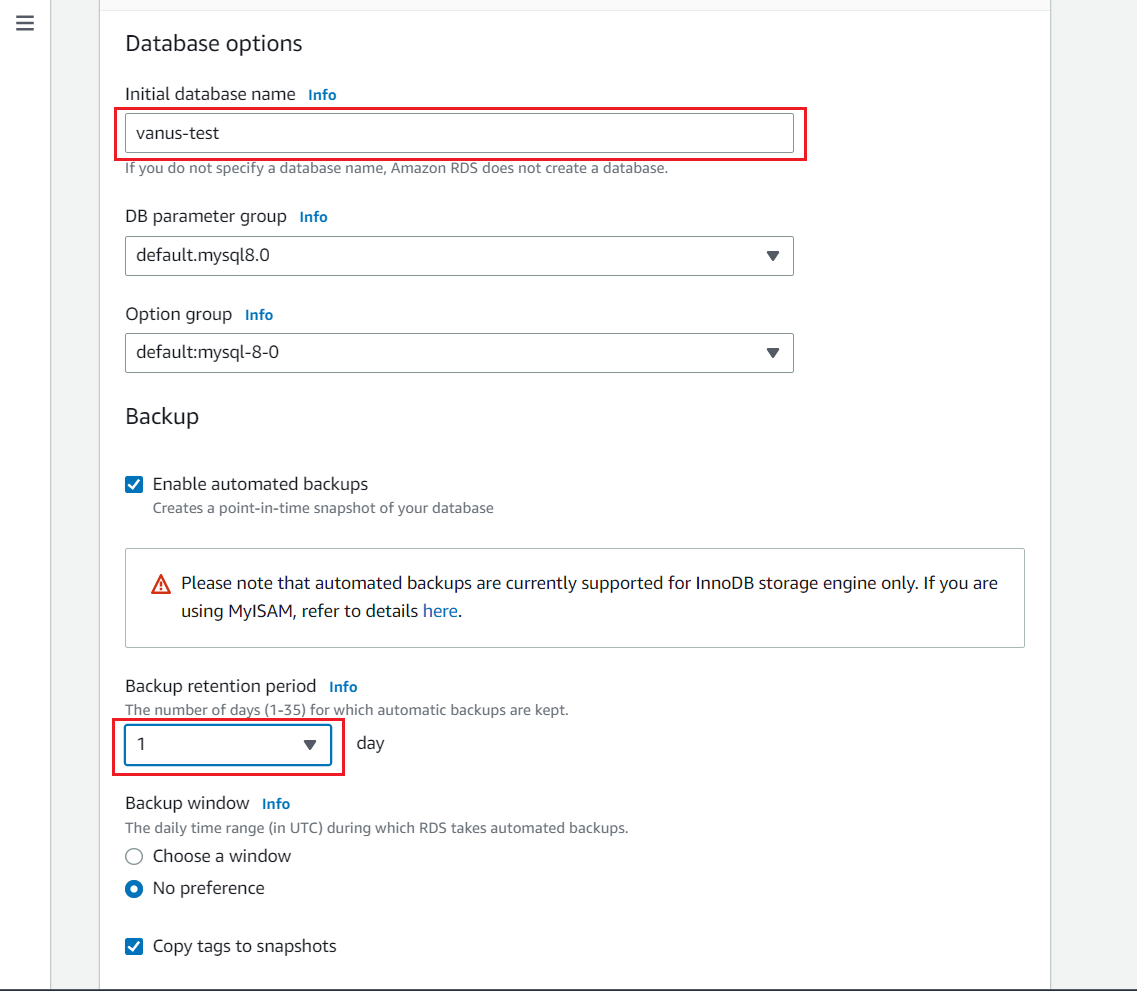 Database options
Initial database name Info
vanus-test
If you do not specify a database name, Amazon RDS does not create a database.
DB parameter group Info
default.mysql8.0
Option group Info
default:mysql-8-0
Backup
Enable automated backups
Creates a point-in-time snapshot of your database
Please note that automated backups are currently supported for InnoDB storage engine only. If you are
using MyISAM, refer to details here.
Backup retention period Info
The number of days (1-35) for which automatic backups are kept.
1 day
Backup window Info
The daily time range (in UTC) during which RDS takes automated backups.
Choose a window
No preference
Copy tags to snapshots